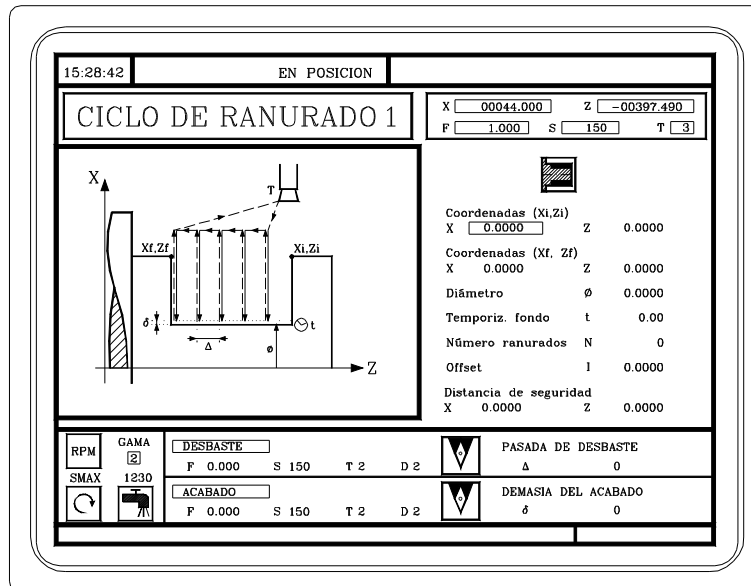 15:28:42 EN POSICION
CICLO DE RANURADO 1
X 00044.000 Z -00397.490
F 1.000 S 150 T 3
X
T
Xf,Zf Xi,Zi
δ t
Δ ø
Z
Coordenadas (Xi,Zi)
X 0.0000 Z 0.0000
Coordenadas (Xf, Zf)
X 0.0000 Z 0.0000
Diámetro ø 0.0000
Temporiz. fondo t 0.00
Número ranurados N 0
Offset l 0.0000
Distancia de seguridad
X 0.0000 Z 0.0000
RPM GAMA
2
SMAX 1230
DESBASTE
F 0.000 S 150 T 2 D 2
PASADA DE DESBASTE
Δ 0
ACABADO
F 0.000 S 150 T 2 D 2
DEMASIA DEL ACABADO
δ 0